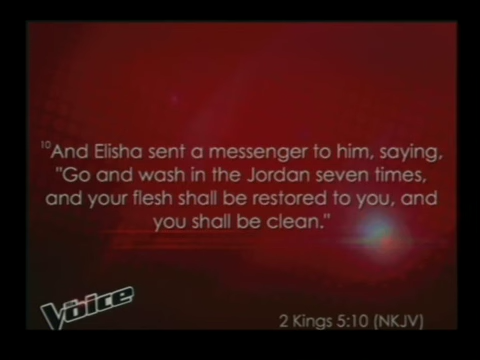 10And Elisha sent a messenger to him, saying,
"Go and wash in the Jordan seven times,
and your flesh shall be restored to you, and
you shall be clean."
The Voice
2 Kings 5:10 (NKJV)